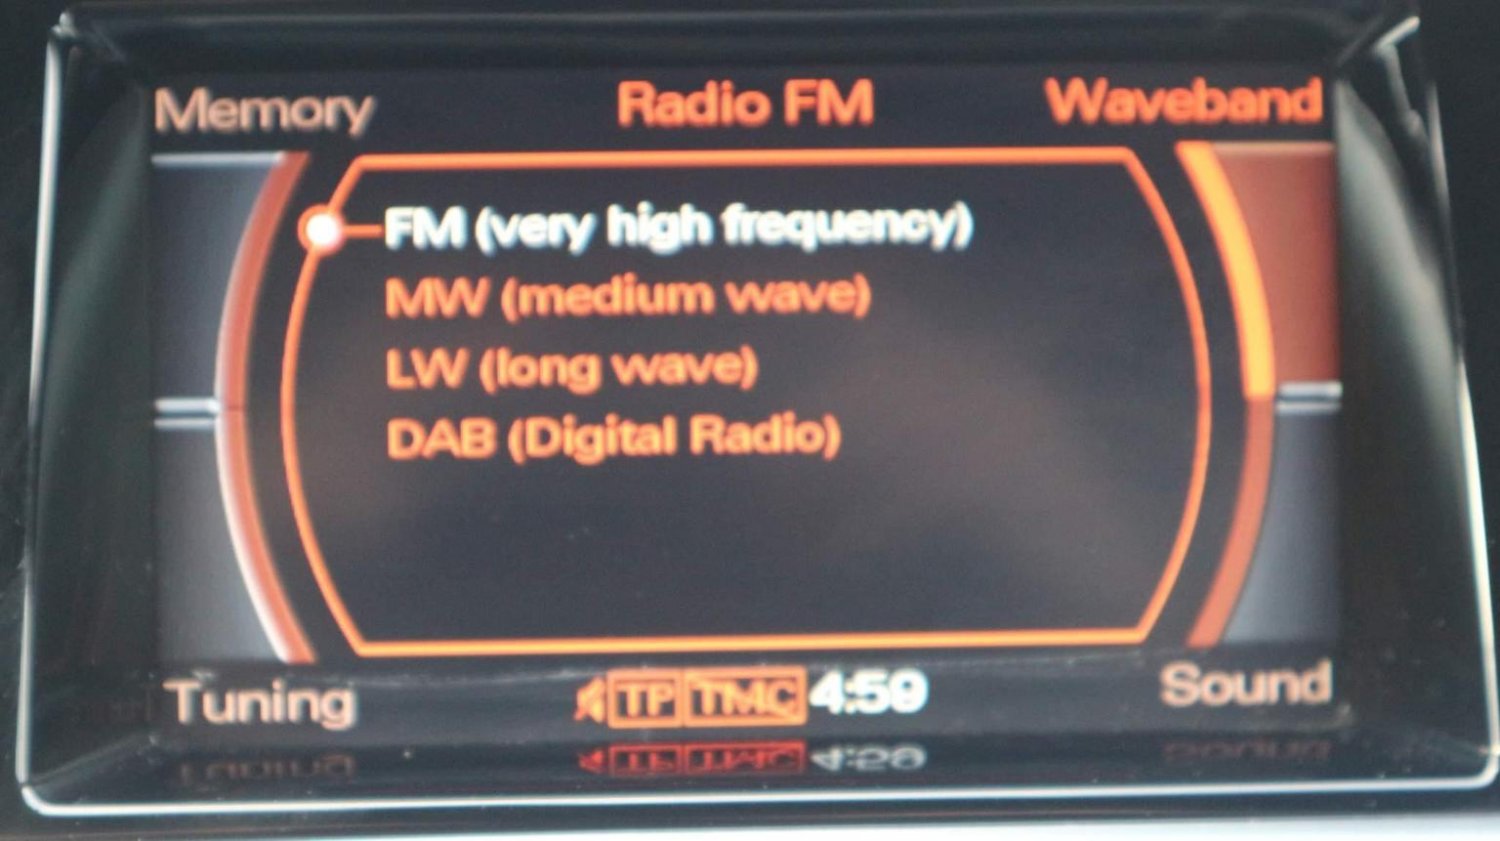 Memory Radio FM Waveband
FM (very high frequency)
MW (medium wave)
LW (long wave)
DAB (Digital Radio)
Tuning TP TMC 4:59 Sound